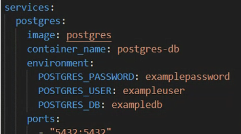 services:
  postgres:
    image: postgres
    container_name: postgres-db
    environment:
      POSTGRES_PASSWORD: examplepassword
      POSTGRES_USER: exampleuser
      POSTGRES_DB: exampledb
    ports:
      - "5432:5432"